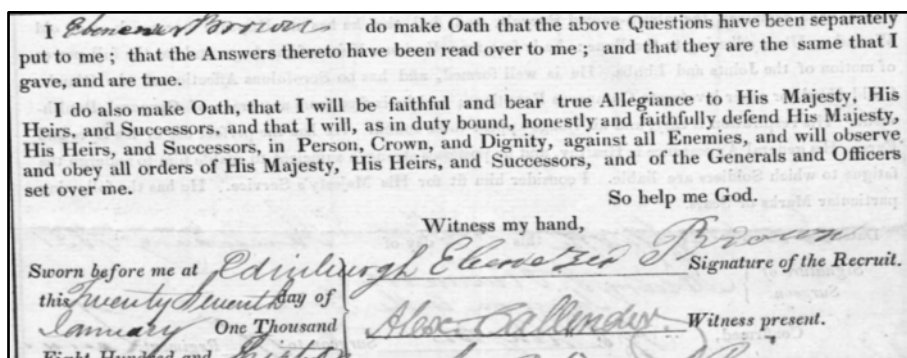 I Ebenezer Brown do make Oath that the above Questions have been separately
put to me ; that the Answers thereto have been read over to me ; and that they are the same that I
gave, and are true.
I do also make Oath, that I will be faithful and bear true Allegiance to His Majesty, His
Heirs, and Successors, and that I will, as in duty bound, honestly and faithfully defend His Majesty,
His Heirs, and Successors, in Person, Crown, and Dignity, against all Enemies, and will observe
and obey all orders of His Majesty, His Heirs, and Successors, and of the Generals and Officers
set over me.
So help me God.
Witness my hand,
Sworn before me at Edinburgh Ebenezer Brown Signature of the Recruit.
this Twenty Seventh day of
January One Thousand Alexr. Callender. Witness present.
Eight Hundred and